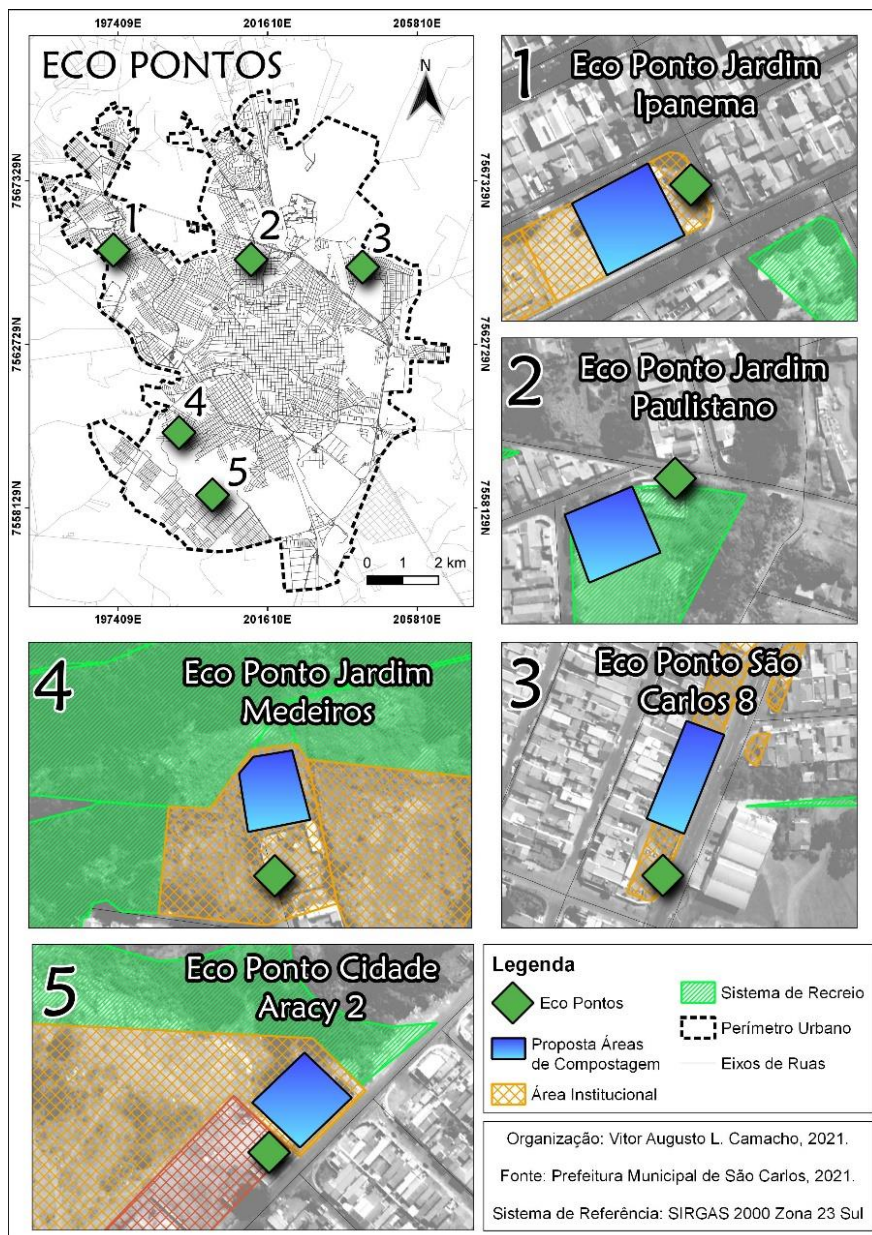 197409E 201610E 205810E
ECO PONTOS
N
7567329N 7567329N
1
2
3
7562729N 7562729N
4
5
7558129N 7558129N
0 1 2 km
197409E 201610E 205810E
1 Eco Ponto Jardim
Ipanema
2 Eco Ponto Jardim
Paulistano
4 Eco Ponto Jardim
Medeiros
3 Eco Ponto São
Carlos 8
5 Eco Ponto Cidade
Aracy 2
Legenda
Eco Pontos
Proposta Áreas
de Compostagem
Área Institucional
Sistema de Recreio
Perímetro Urbano
Eixos de Ruas
Organização: Vitor Augusto L. Camacho, 2021.
Fonte: Prefeitura Municipal de São Carlos, 2021.
Sistema de Referência: SIRGAS 2000 Zona 23 Sul